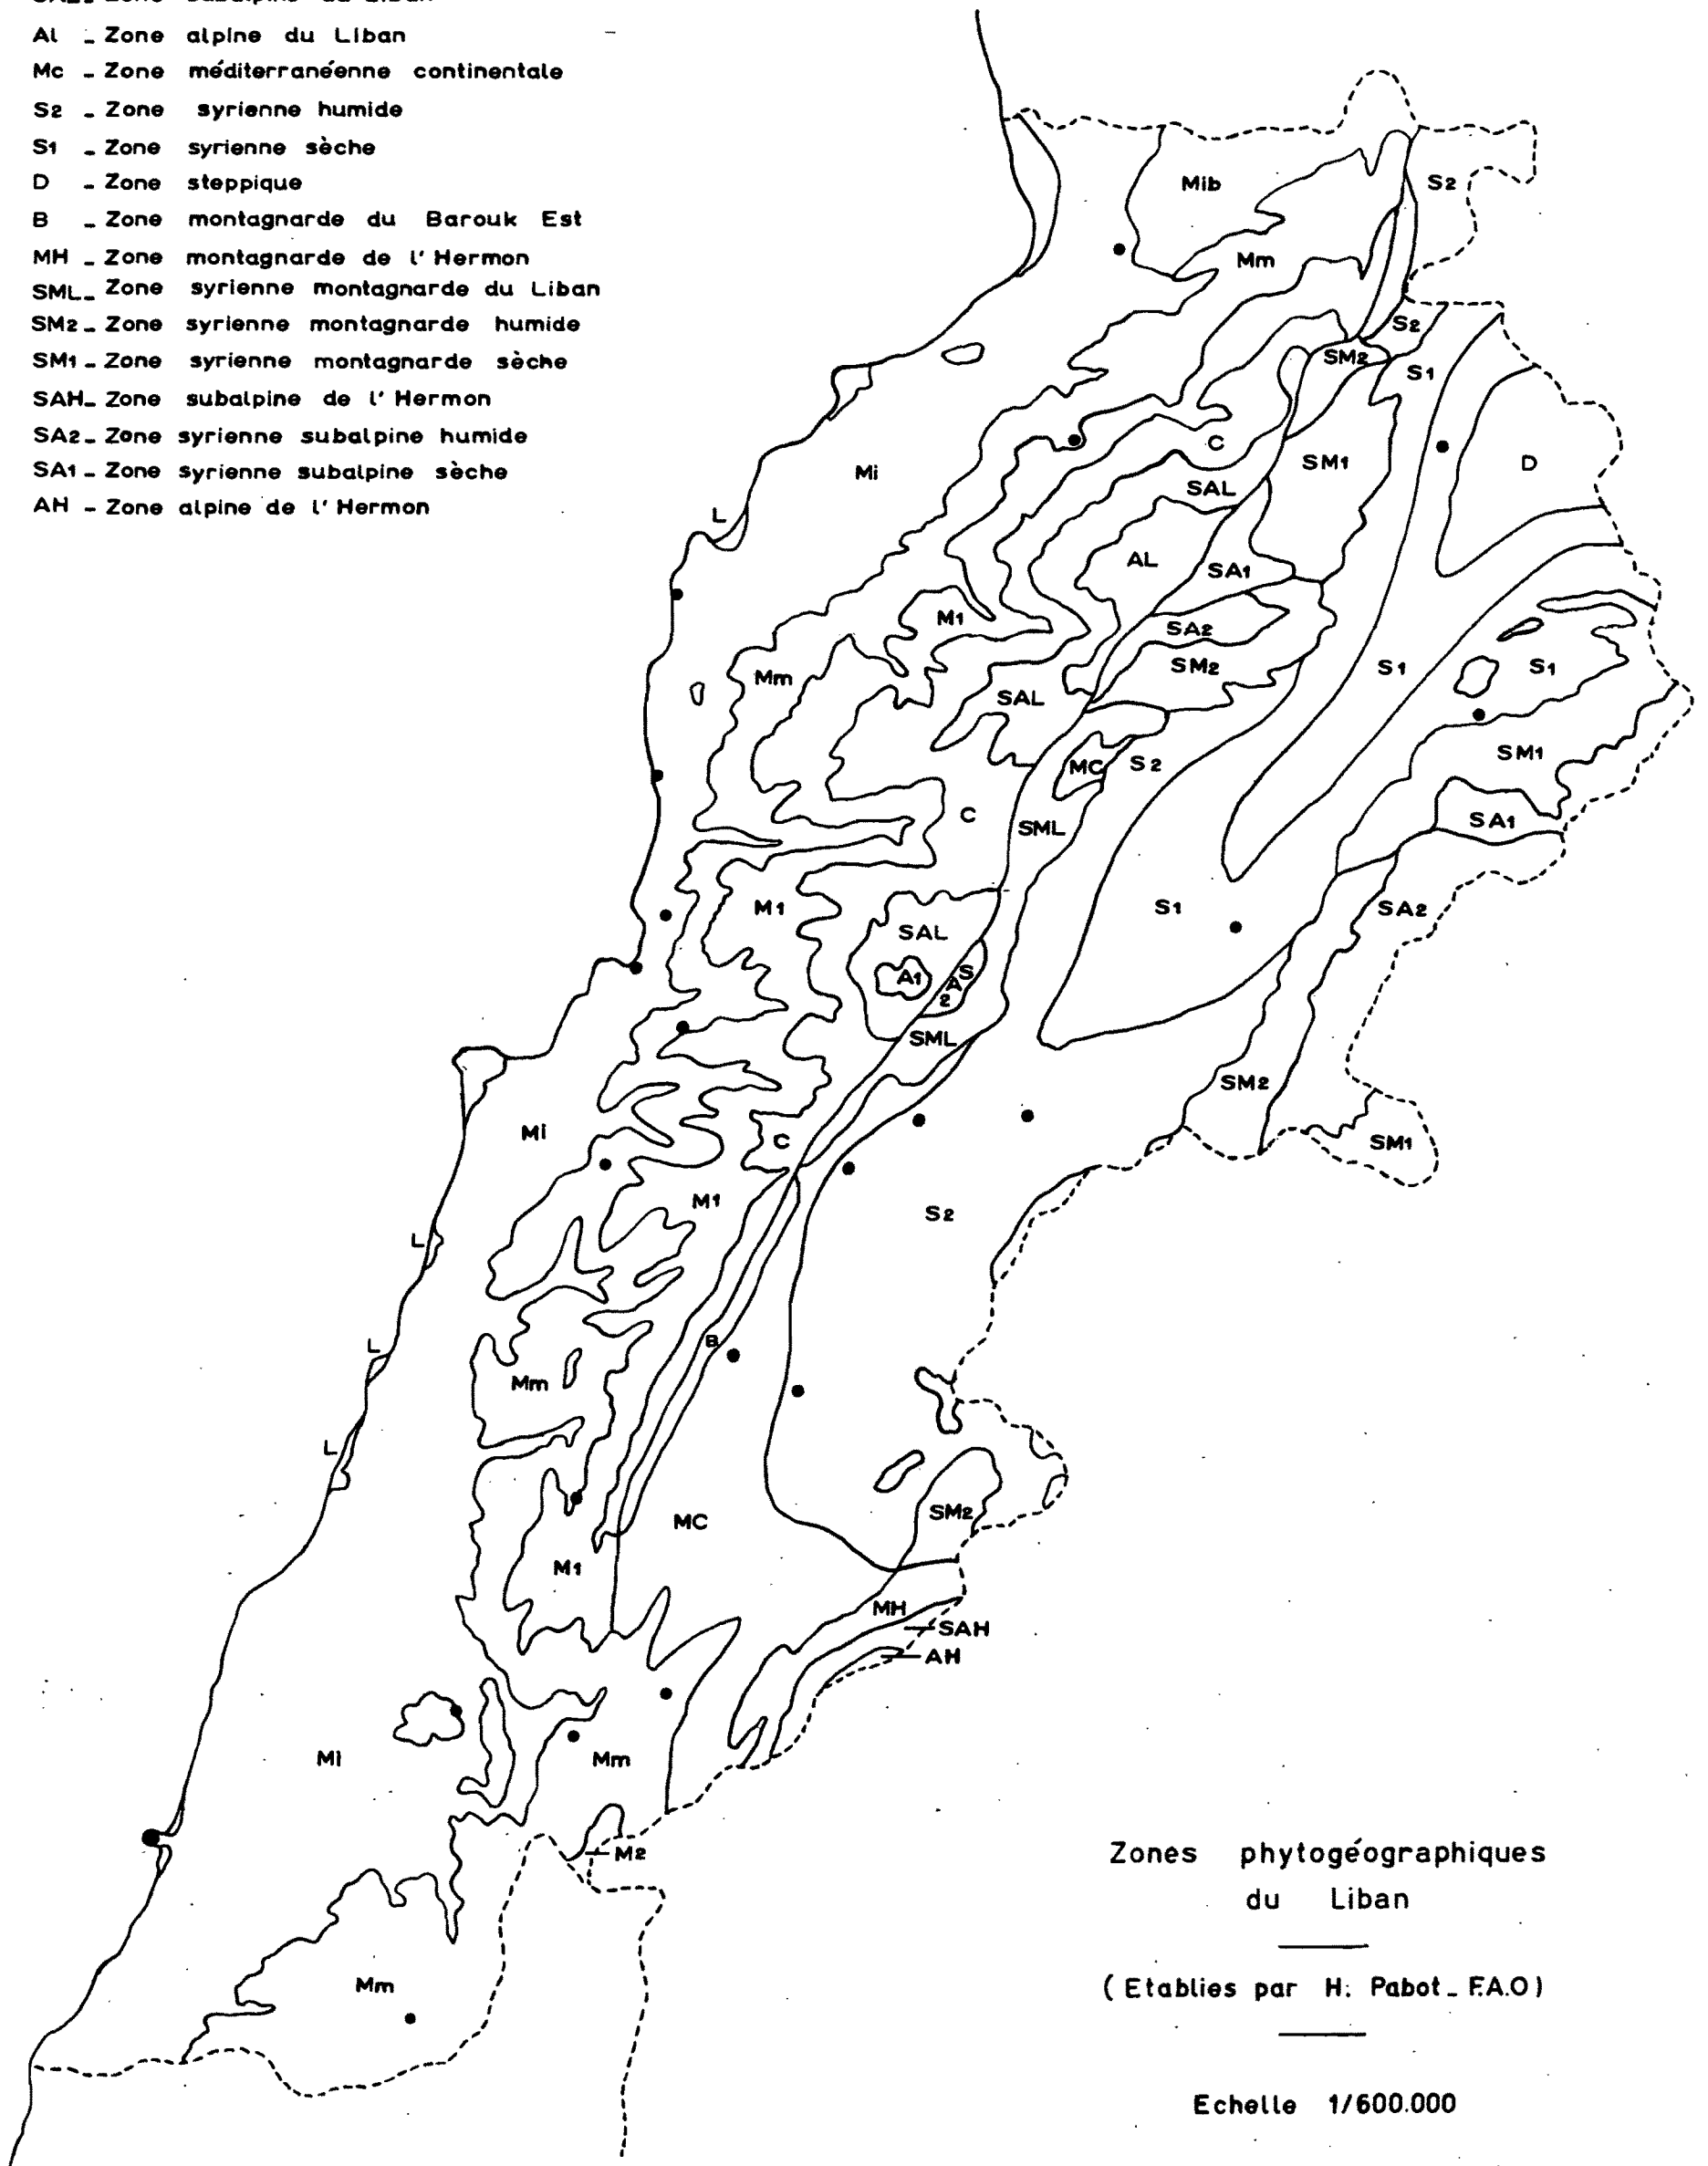 Al - Zone alpine du Liban
Mc - Zone méditerranéenne continentale
S2 - Zone syrienne humide
S1 - Zone syrienne sèche
D - Zone steppique
B - Zone montagnarde du Barouk Est
MH - Zone montagnarde de l' Hermon
SML- Zone syrienne montagnarde du Liban
SM2 - Zone syrienne montagnarde humide
SM1 - Zone syrienne montagnarde sèche
SAH- Zone subalpine de l' Hermon
SA2- Zone syrienne subalpine humide
SA1 - Zone syrienne subalpine sèche
AH - Zone alpine de l' Hermon
Mib
S2
Mm
S2
SM2
S1
C
SM1
D
Mi
SAL
L
AL
SA1
M1
SA2
SM2
S1
S1
Mm
SAL
MC
S2
SM1
C
SML
SA1
M1
S1
SA2
SAL
A1
SA2
SML
SM2
Mi
C
SM1
M1
S2
L
B
L
Mm
L
SM2
MC
M1
MH
SAH
AH
Mi
Mm
M2
Mm
Zones phytogéographiques
du Liban
( Etablies par H. Pabot - F.A.O )
Echelle 1/600.000